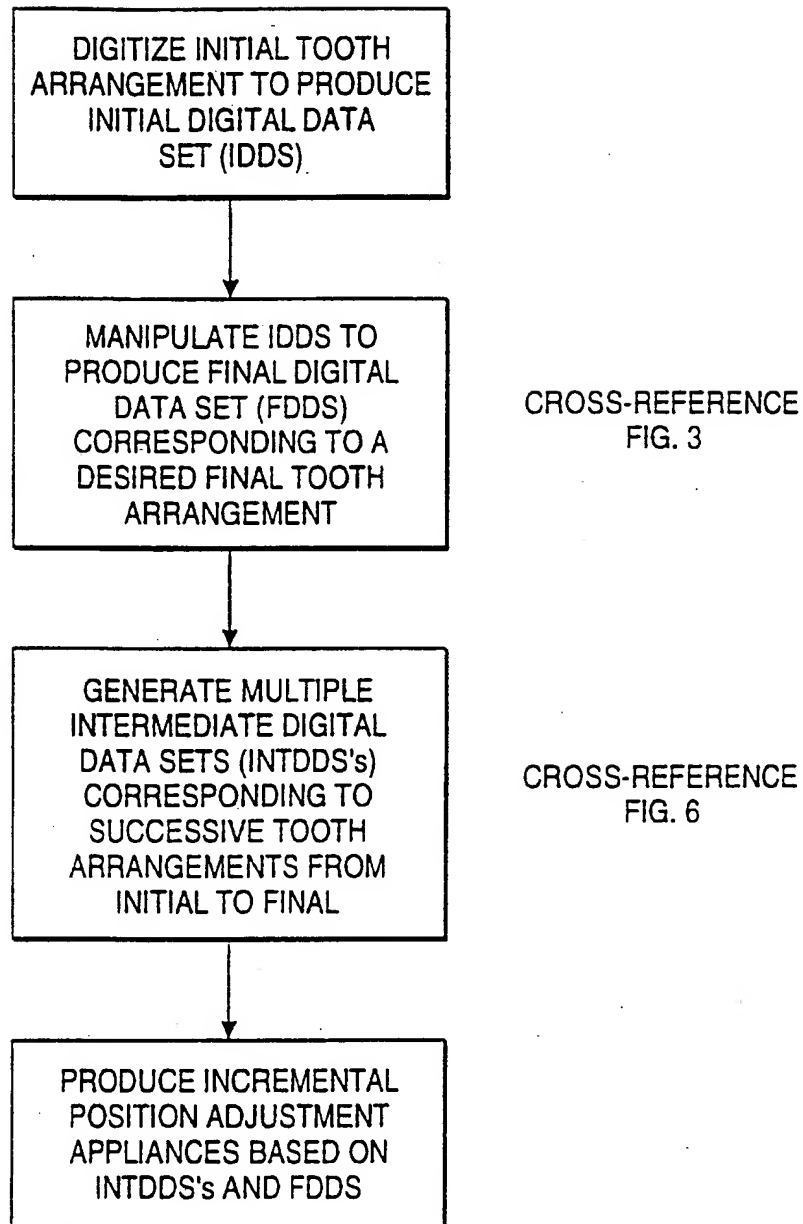 DIGITIZE INITIAL TOOTH
ARRANGEMENT TO PRODUCE
INITIAL DIGITAL DATA
SET (IDDS)
MANIPULATE IDDS TO
PRODUCE FINAL DIGITAL
DATA SET (FDDS)
CORRESPONDING TO A
DESIRED FINAL TOOTH
ARRANGEMENT
CROSS-REFERENCE
FIG. 3
GENERATE MULTIPLE
INTERMEDIATE DIGITAL
DATA SETS (INTDDS's)
CORRESPONDING TO
SUCCESSIVE TOOTH
ARRANGEMENTS FROM
INITIAL TO FINAL
CROSS-REFERENCE
FIG. 6
PRODUCE INCREMENTAL
POSITION ADJUSTMENT
APPLIANCES BASED ON
INTDDS's AND FDDS